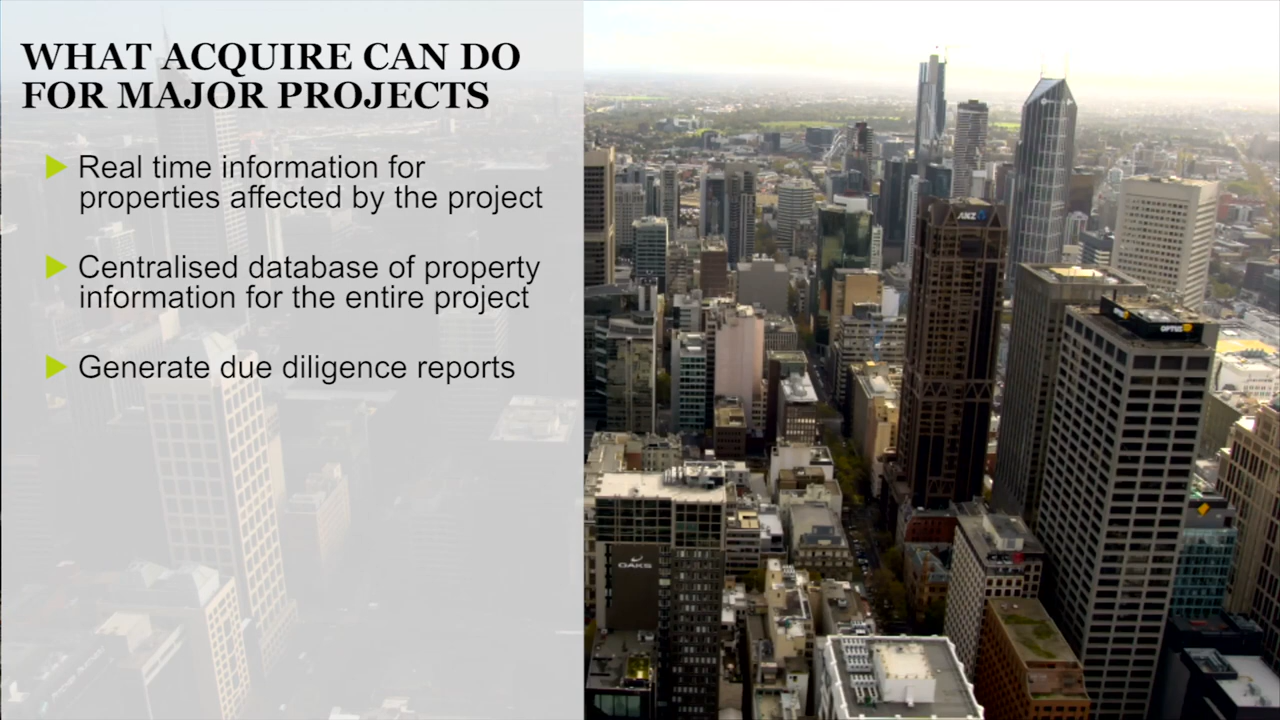 WHAT ACQUIRE CAN DO
FOR MAJOR PROJECTS
Real time information for
properties affected by the project
Centralised database of property
information for the entire project
Generate due diligence reports
ANZ
OPTUS
OAKS